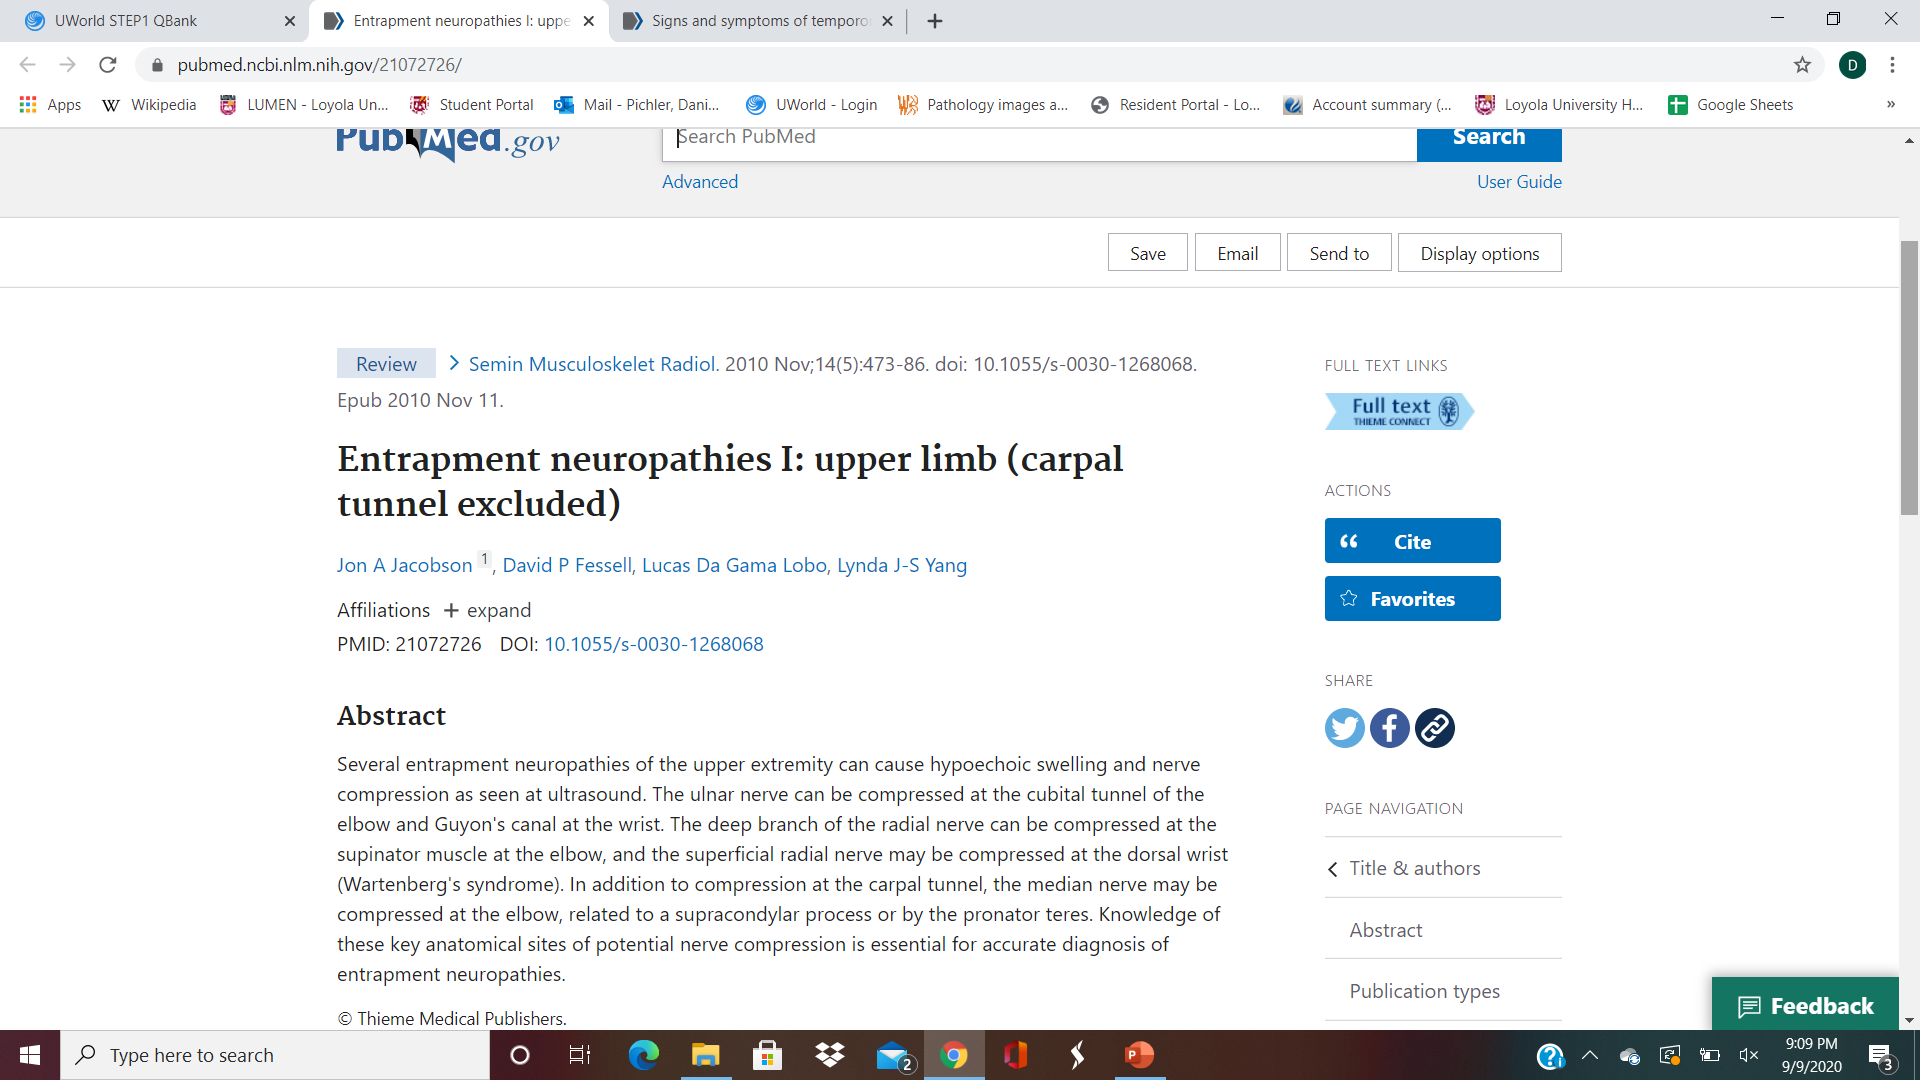 UWorld STEP1 QBank
Entrapment neuropathies I: uppe
Signs and symptoms of temporo
pubmed.ncbi.nlm.nih.gov/21072726/
D
Apps
Wikipedia
LUMEN - Loyola Un...
Student Portal
Mail - Pichler, Dani...
UWorld - Login
Pathology images a...
Resident Portal - Lo...
Account summary (...
Loyola University H...
Google Sheets
»
PubMed.gov
Search PubMed
Search
Advanced
User Guide
Save
Email
Send to
Display options
Review
Semin Musculoskelet Radiol. 2010 Nov;14(5):473-86. doi: 10.1055/s-0030-1268068.
Epub 2010 Nov 11.
Entrapment neuropathies I: upper limb (carpal
tunnel excluded)
Jon A Jacobson 1, David P Fessell, Lucas Da Gama Lobo, Lynda J-S Yang
Affiliations + expand
PMID: 21072726 DOI: 10.1055/s-0030-1268068
Abstract
Several entrapment neuropathies of the upper extremity can cause hypoechoic swelling and nerve
compression as seen at ultrasound. The ulnar nerve can be compressed at the cubital tunnel of the
elbow and Guyon's canal at the wrist. The deep branch of the radial nerve can be compressed at the
supinator muscle at the elbow, and the superficial radial nerve may be compressed at the dorsal wrist
(Wartenberg's syndrome). In addition to compression at the carpal tunnel, the median nerve may be
compressed at the elbow, related to a supracondylar process or by the pronator teres. Knowledge of
these key anatomical sites of potential nerve compression is essential for accurate diagnosis of
entrapment neuropathies.
© Thieme Medical Publishers.
FULL TEXT LINKS
Full text
THIEME CONNECT
ACTIONS
Cite
Favorites
SHARE
PAGE NAVIGATION
Title & authors
Abstract
Publication types
Feedback
Type here to search
2
9:09 PM
9/9/2020
3